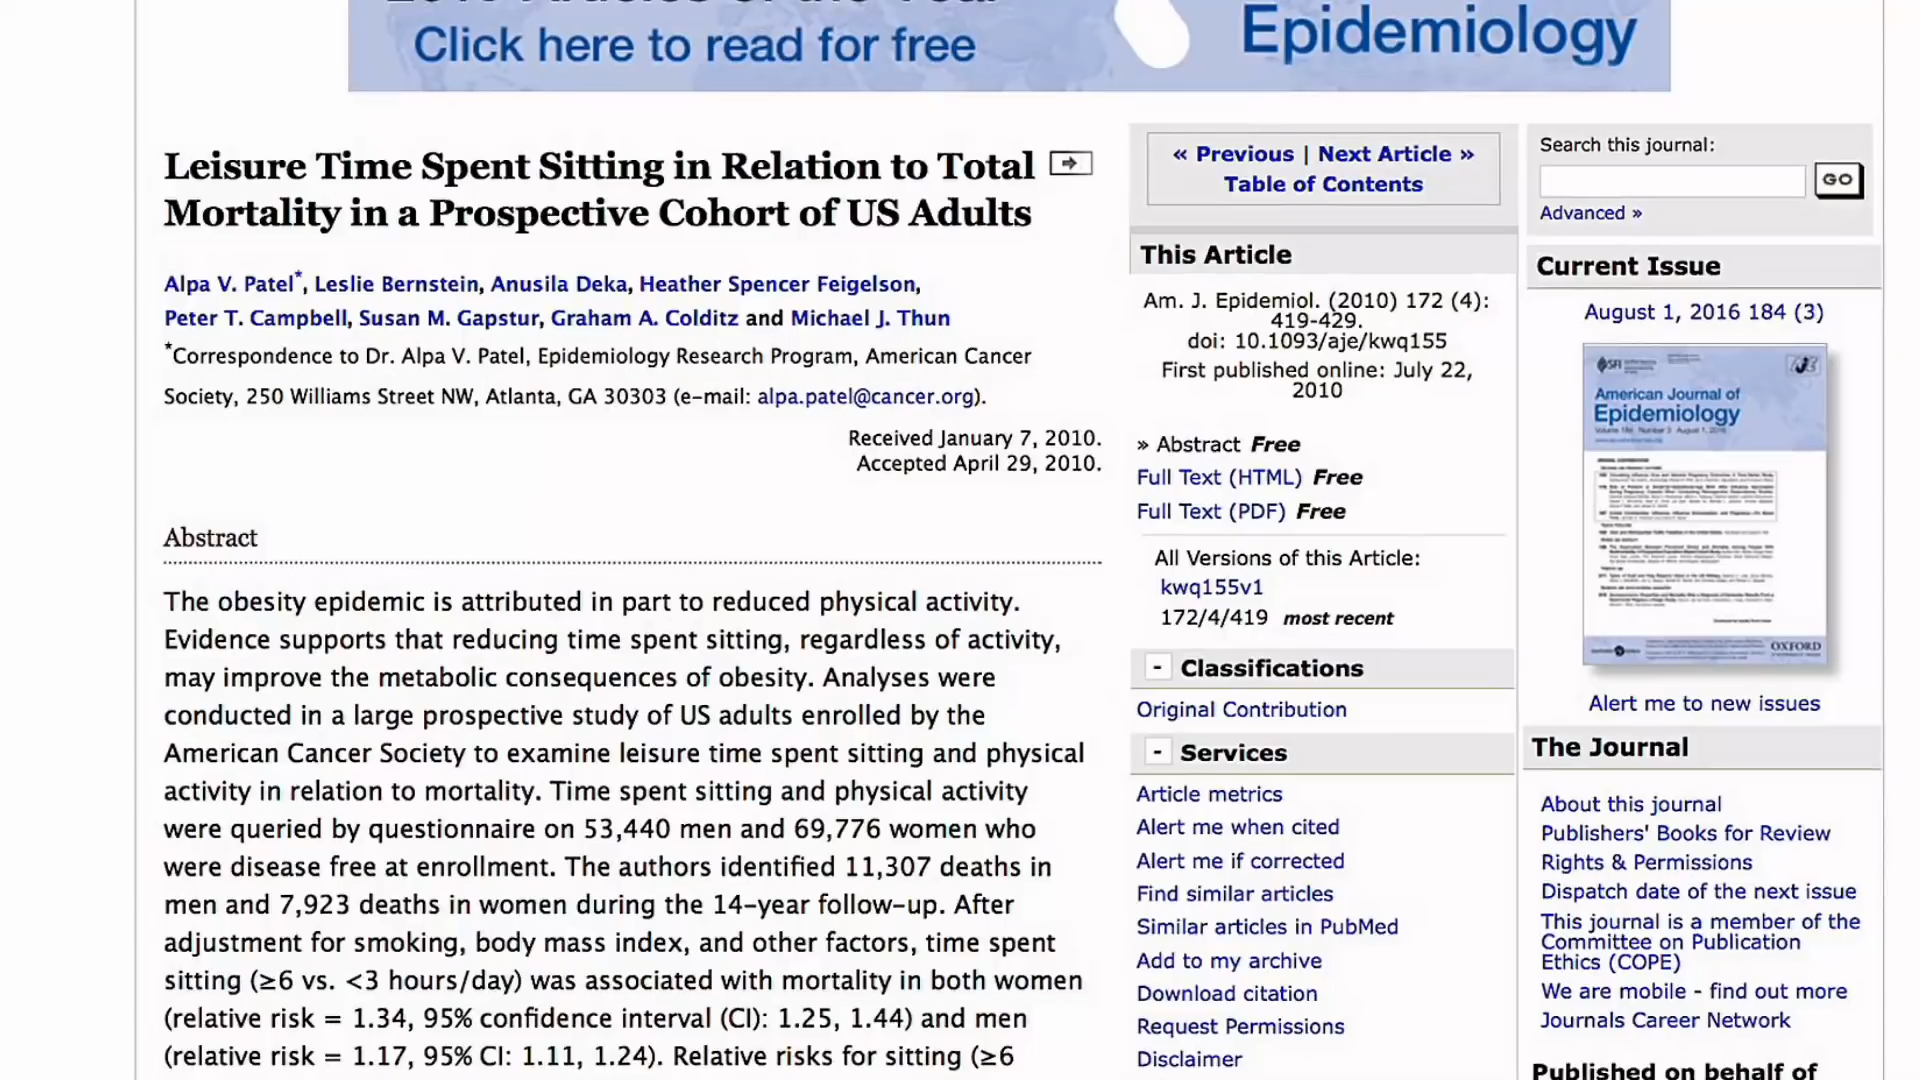 Click here to read for free
Epidemiology
Leisure Time Spent Sitting in Relation to Total
Mortality in a Prospective Cohort of US Adults
Alpa V. Patel*, Leslie Bernstein, Anusila Deka, Heather Spencer Feigelson,
Peter T. Campbell, Susan M. Gapstur, Graham A. Colditz and Michael J. Thun
*Correspondence to Dr. Alpa V. Patel, Epidemiology Research Program, American Cancer
Society, 250 Williams Street NW, Atlanta, GA 30303 (e-mail: alpa.patel@cancer.org).
Received January 7, 2010.
Accepted April 29, 2010.
Abstract
The obesity epidemic is attributed in part to reduced physical activity.
Evidence supports that reducing time spent sitting, regardless of activity,
may improve the metabolic consequences of obesity. Analyses were
conducted in a large prospective study of US adults enrolled by the
American Cancer Society to examine leisure time spent sitting and physical
activity in relation to mortality. Time spent sitting and physical activity
were queried by questionnaire on 53,440 men and 69,776 women who
were disease free at enrollment. The authors identified 11,307 deaths in
men and 7,923 deaths in women during the 14-year follow-up. After
adjustment for smoking, body mass index, and other factors, time spent
sitting (≥6 vs. <3 hours/day) was associated with mortality in both women
(relative risk = 1.34, 95% confidence interval (CI): 1.25, 1.44) and men
(relative risk = 1.17, 95% CI: 1.11, 1.24). Relative risks for sitting (≥6
« Previous | Next Article »
Table of Contents
This Article
Am. J. Epidemiol. (2010) 172 (4):
419-429.
doi: 10.1093/aje/kwq155
First published online: July 22,
2010
» Abstract Free
Full Text (HTML) Free
Full Text (PDF) Free
All Versions of this Article:
kwq155v1
172/4/419 most recent
- Classifications
Original Contribution
- Services
Article metrics
Alert me when cited
Alert me if corrected
Find similar articles
Similar articles in PubMed
Add to my archive
Download citation
Request Permissions
Disclaimer
Search this journal:
GO
Advanced »
Current Issue
August 1, 2016 184 (3)
American Journal of
Epidemiology
OXFORD
Alert me to new issues
The Journal
About this journal
Publishers' Books for Review
Rights & Permissions
Dispatch date of the next issue
This journal is a member of the
Committee on Publication
Ethics (COPE)
We are mobile - find out more
Journals Career Network
Published on behalf of